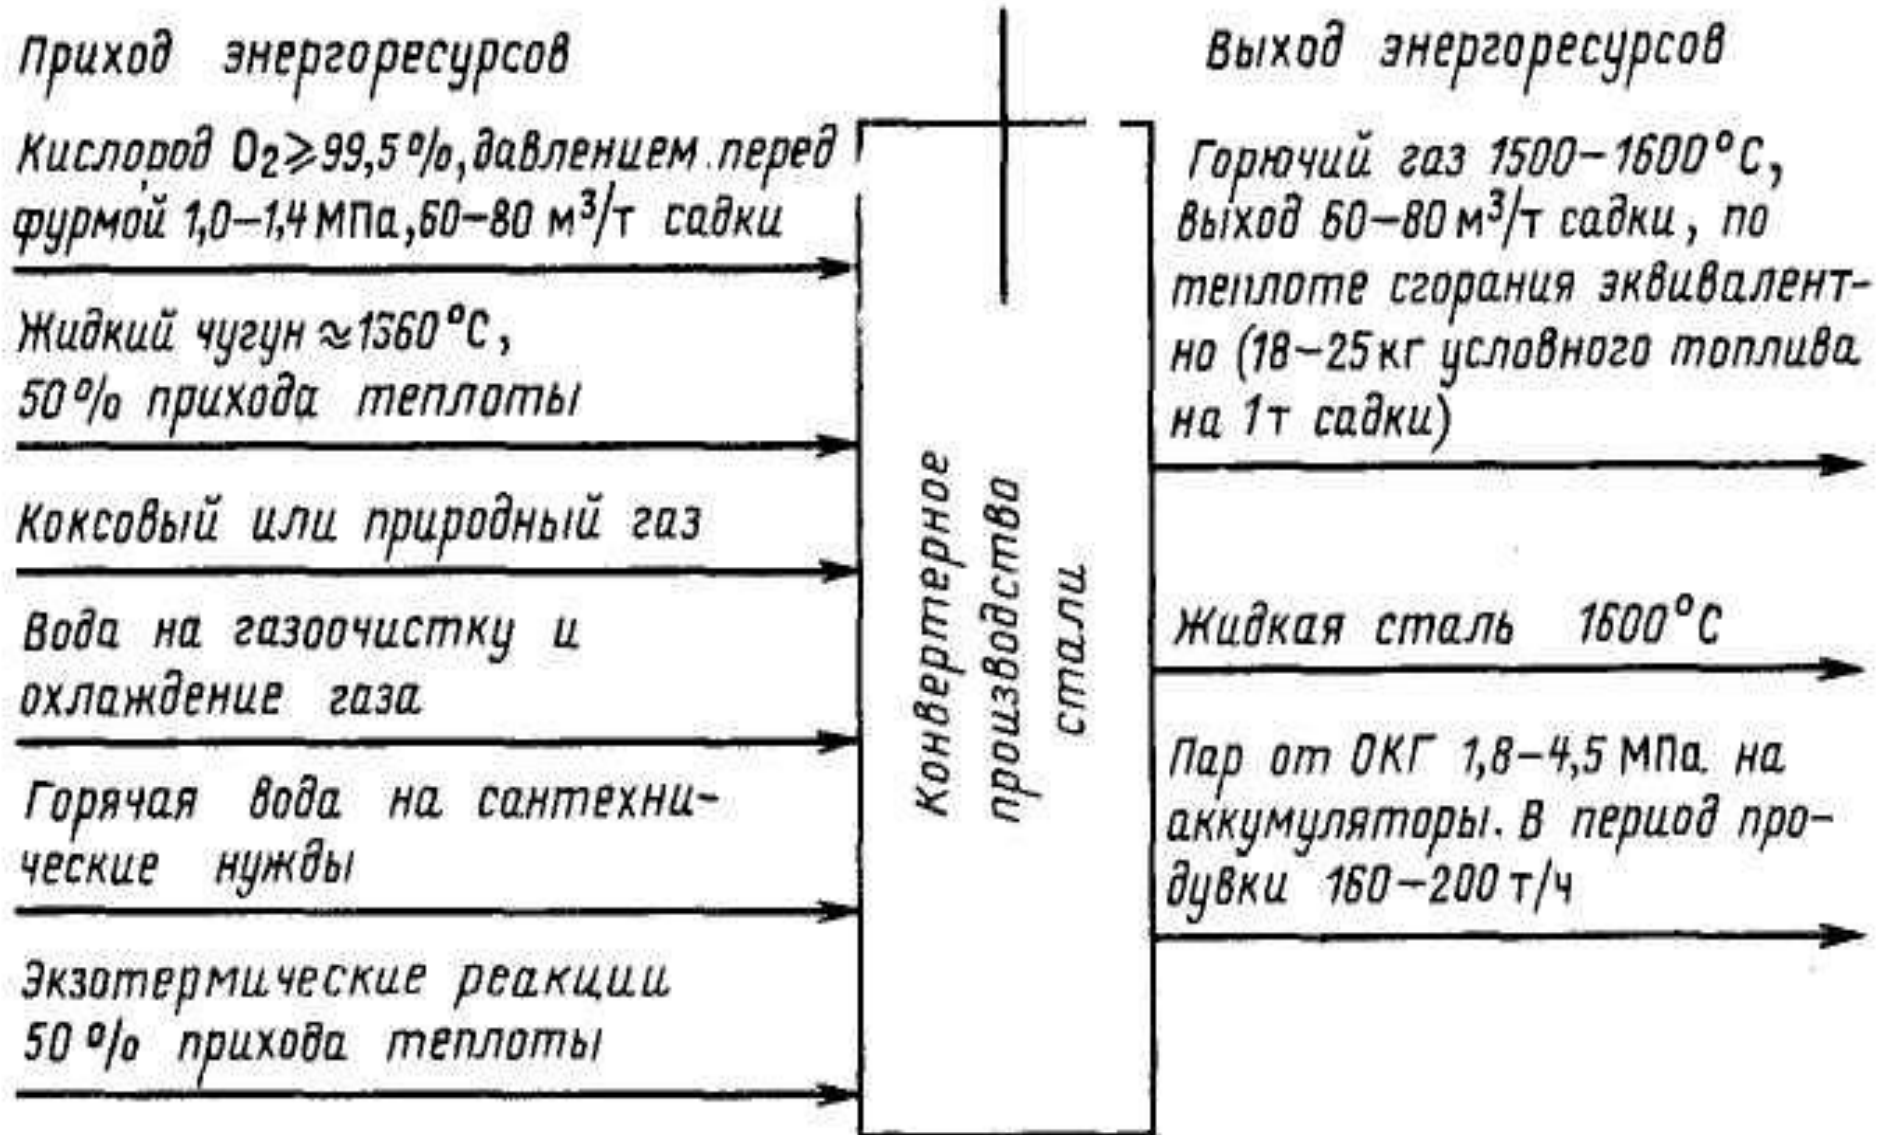 Приход энергоресурсов
Кислород O₂⩾99,5%, давлением перед
фурмой 1,0–1,4 МПа, 60–80 м³/т садки
Жидкий чугун ≈1360°С,
50% прихода теплоты
Коксовый или природный газ
Вода на газоочистку и
охлаждение газа
Горячая вода на сантехни-
ческие нужды
Экзотермические реакции
50% прихода теплоты
Конвертерное
производство
стали
Выход энергоресурсов
Горючий газ 1500–1600°С,
выход 60–80 м³/т садки, по
теплоте сгорания эквивалент-
но (18–25 кг условного топлива
на 1т садки)
Жидкая сталь 1600°С
Пар от ОКГ 1,8–4,5 МПа на
аккумуляторы. В период про-
дувки 160–200 т/ч